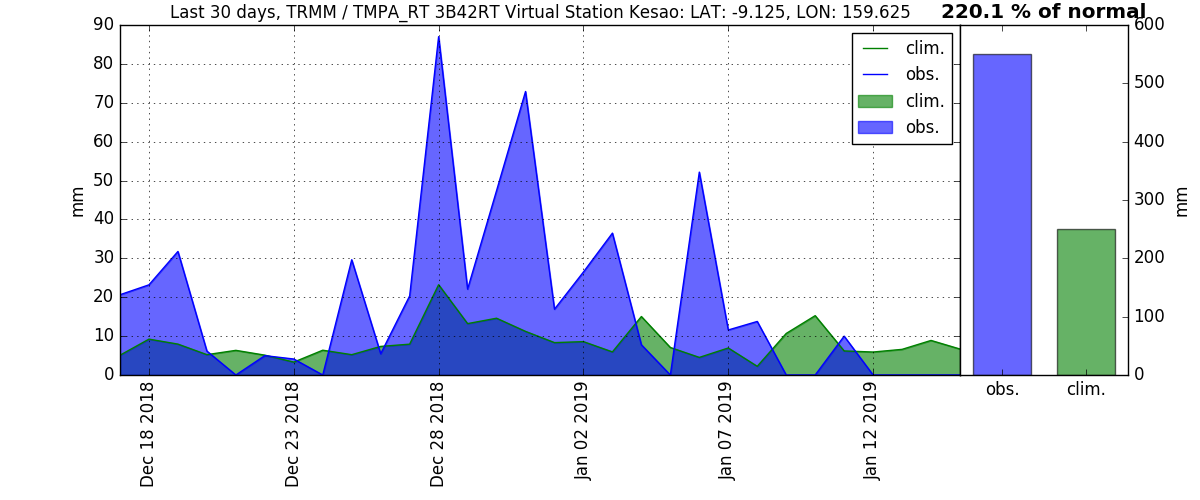 Last 30 days, TRMM / TMPA_RT 3B42RT Virtual Station Kesao: LAT: -9.125, LON: 159.625
220.1 % of normal
90
80
70
60
50
40
30
20
10
0
mm
clim.
obs.
clim.
obs.
600
500
400
300
200
100
0
mm
obs.
clim.
Dec 18 2018
Dec 23 2018
Dec 28 2018
Jan 02 2019
Jan 07 2019
Jan 12 2019